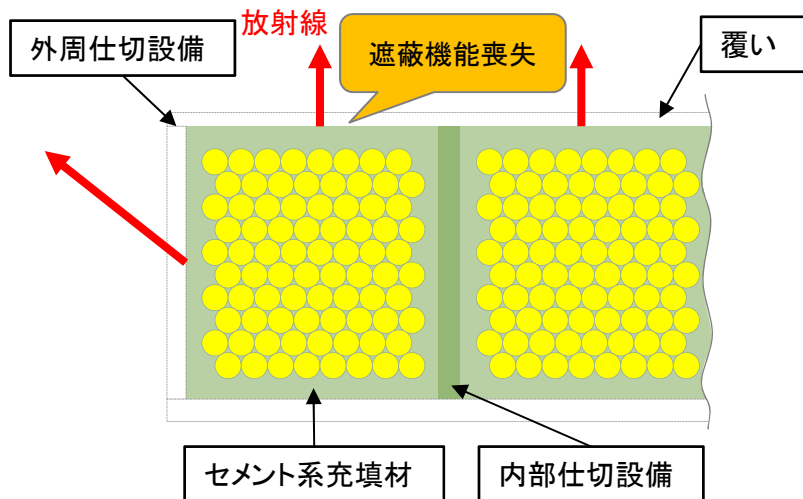 放射線
外周仕切設備
遮蔽機能喪失
覆い
セメント系充填材
内部仕切設備